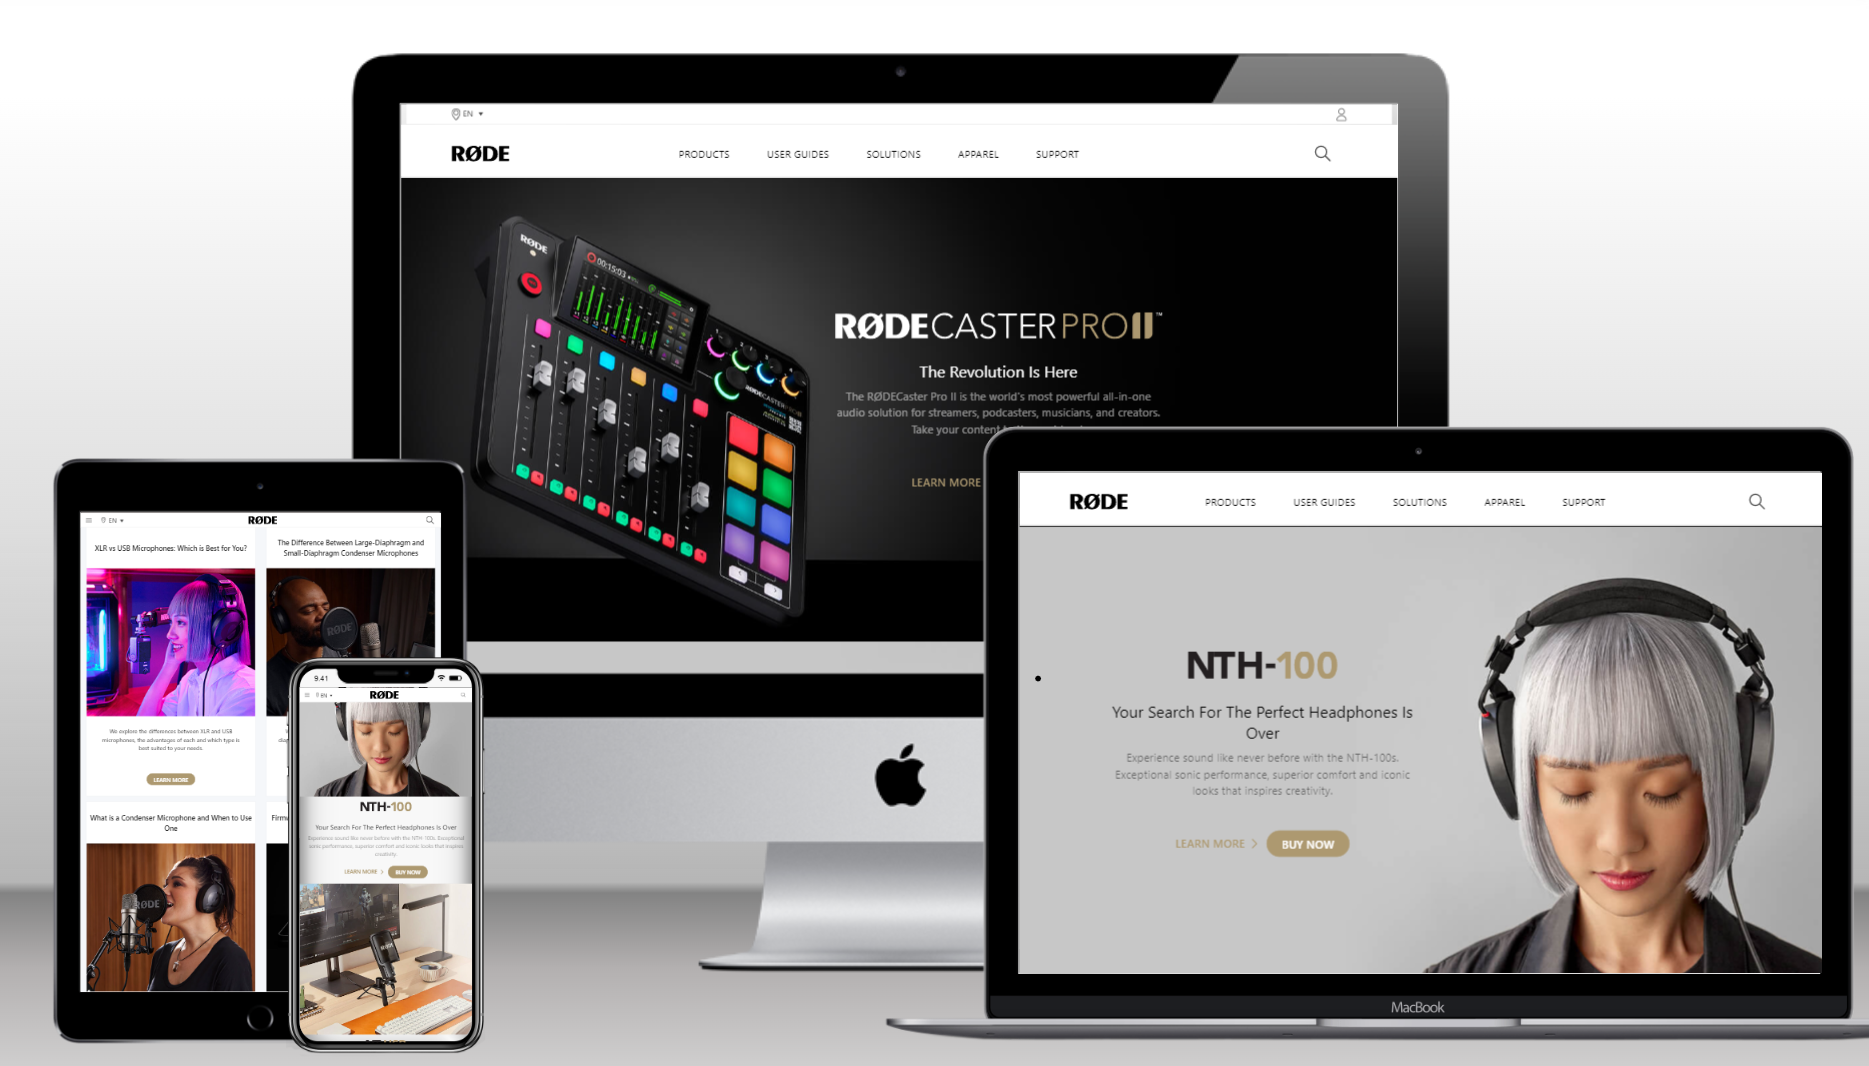 EN
RØDE
PRODUCTS
USER GUIDES
SOLUTIONS
APPAREL
SUPPORT
RØDE
00:15:03
RØDECASTER PRO II™
The Revolution Is Here
The RØDECaster Pro II is the world's most powerful all-in-one
audio solution for streamers, podcasters, musicians, and creators.
Take your content
LEARN MORE
EN
RØDE
XLR vs USB Microphones: Which is Best for You?
The Difference Between Large-Diaphragm and
Small-Diaphragm Condenser Microphones
RØDE
We explore the differences between XLR and USB
microphones, the advantages of each and which type is
best suited to your needs.
LEARN MORE
What is a Condenser Microphone and When to Use
One
RØDE
9.41
EN
RØDE
NTH-100
Your Search For The Perfect Headphones Is Over
Experience sound like never before with the NTH-100s. Exceptional
sonic performance, superior comfort and iconic looks that inspires
creativity.
LEARN MORE >
BUY NOW
RØDE
RØDE
PRODUCTS
USER GUIDES
SOLUTIONS
APPAREL
SUPPORT
NTH-100
Your Search For The Perfect Headphones Is
Over
Experience sound like never before with the NTH-100s.
Exceptional sonic performance, superior comfort and iconic
looks that inspires creativity.
LEARN MORE >
BUY NOW
MacBook